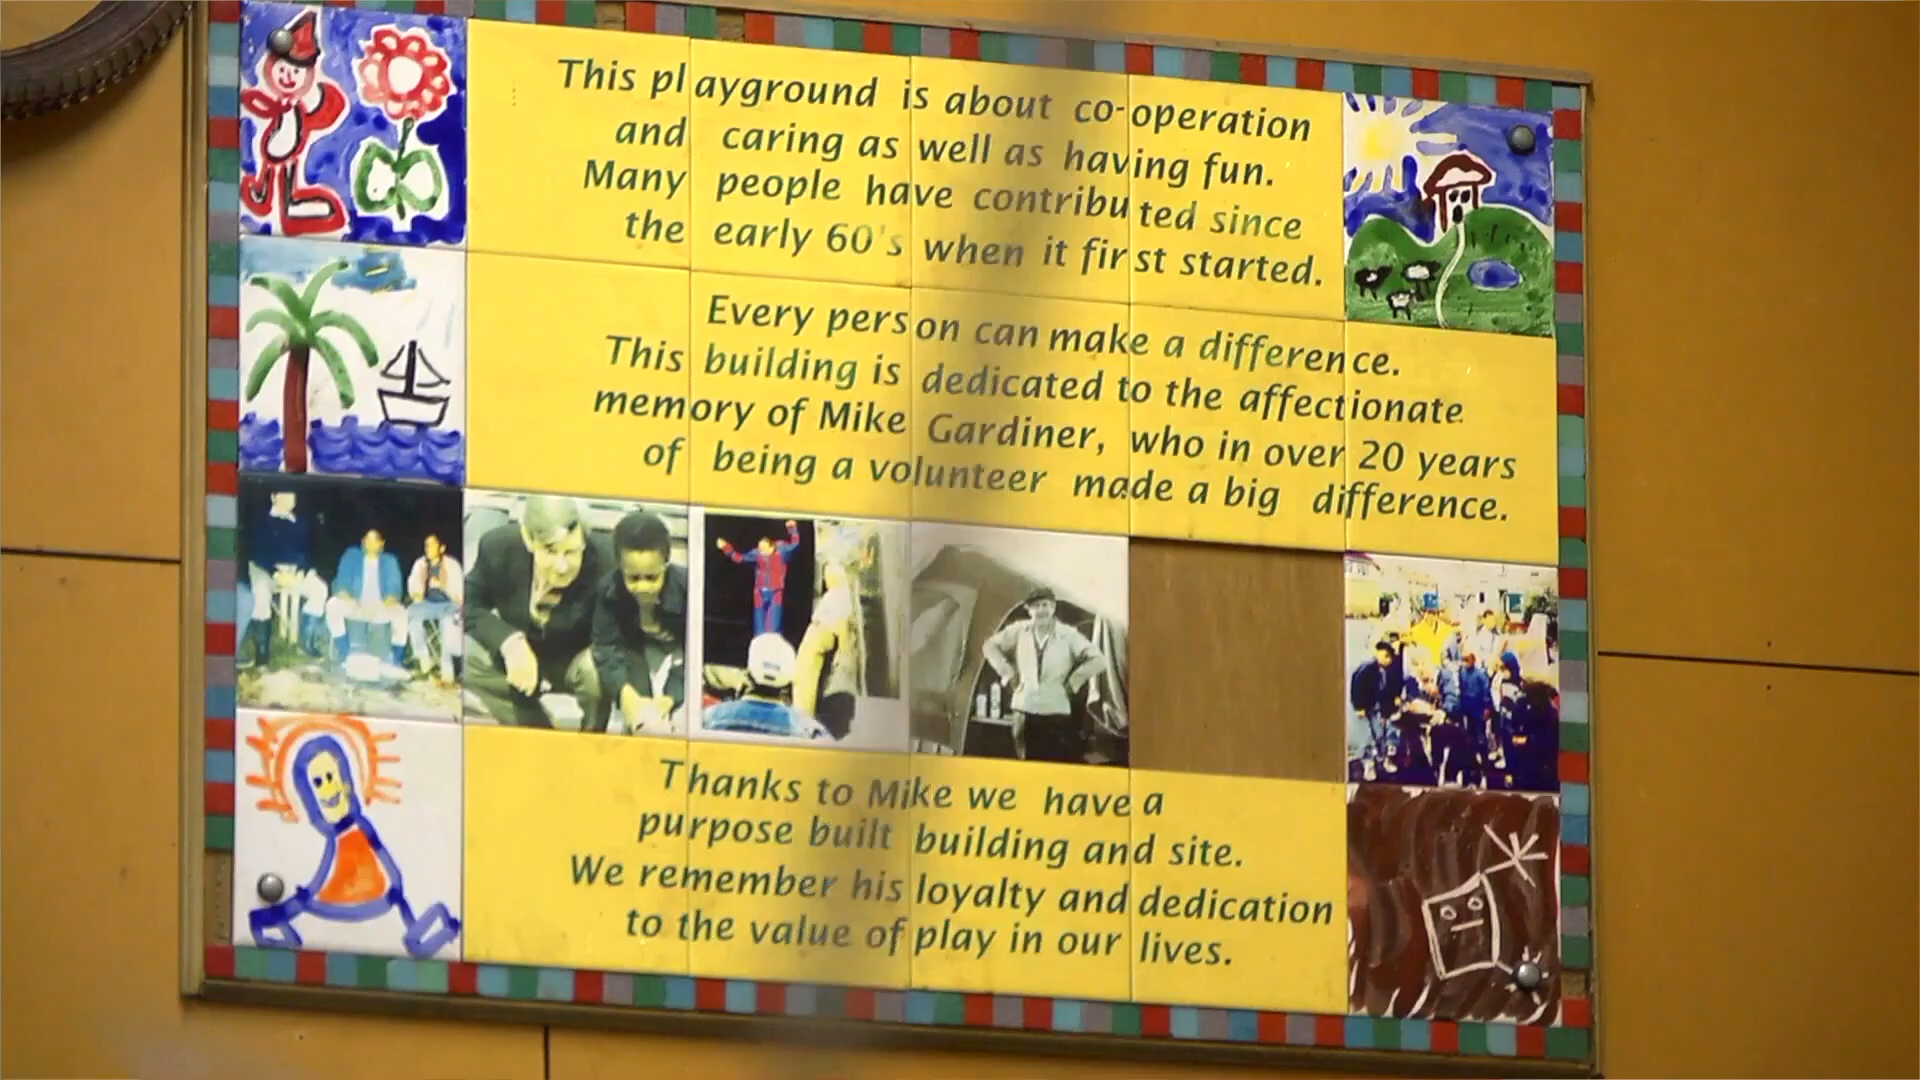 This playground is about co-operation
and caring as well as having fun.
Many people have contributed since
the early 60's when it first started.
Every person can make a difference.
This building is dedicated to the affectionate
memory of Mike Gardiner, who in over 20 years
of being a volunteer made a big difference.
Thanks to Mike we have a
purpose built building and site.
We remember his loyalty and dedication
to the value of play in our lives.